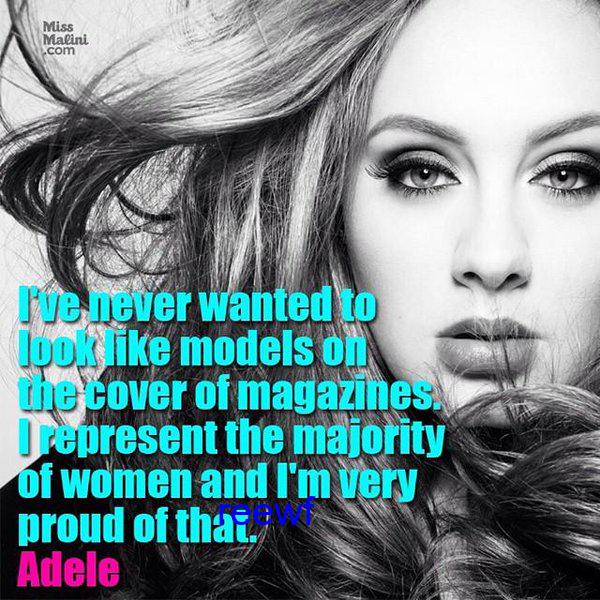 Miss
Malini
.com
I've never wanted to
look like models on
the cover of magazines.
I represent the majority
of women and I'm very
proud of that.
reewf
Adele